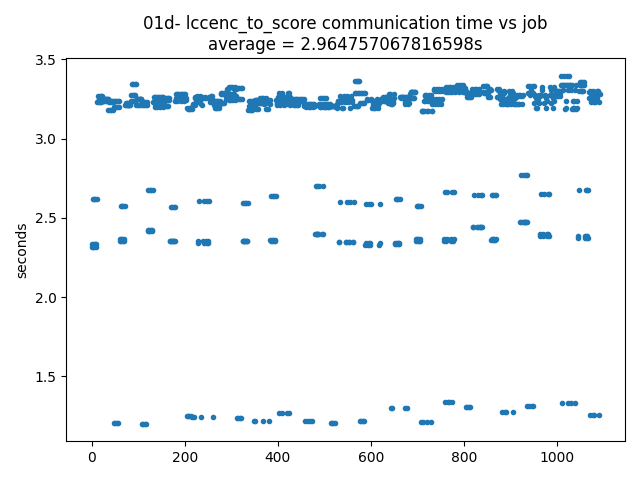 01d- lccenc_to_score communication time vs job
average = 2.964757067816598s
3.5
3.0
2.5
2.0
1.5
seconds
0 200 400 600 800 1000